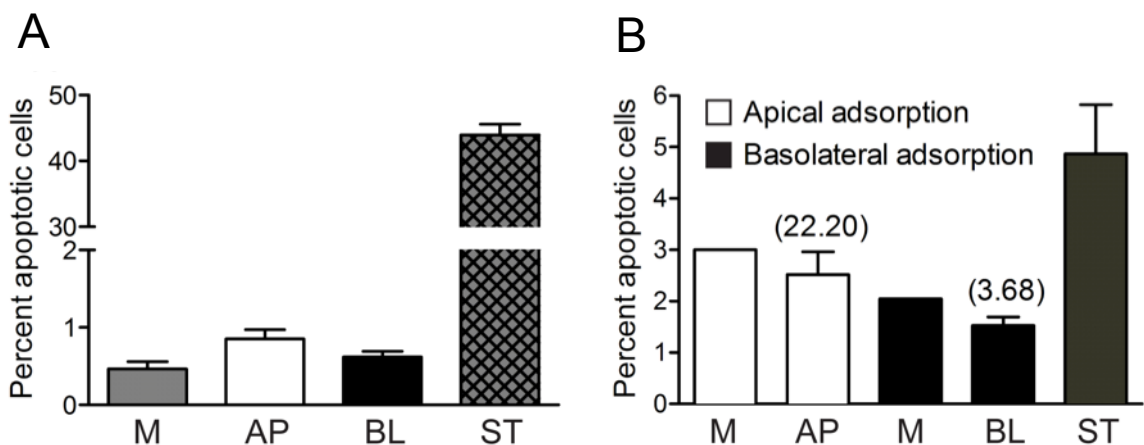 A
Percent apoptotic cells
50
40
30
2
1
0
M AP BL ST
B
Percent apoptotic cells
6
5
4
3
2
1
0
Apical adsorption
Basolateral adsorption
(22.20)
(3.68)
M AP M BL ST